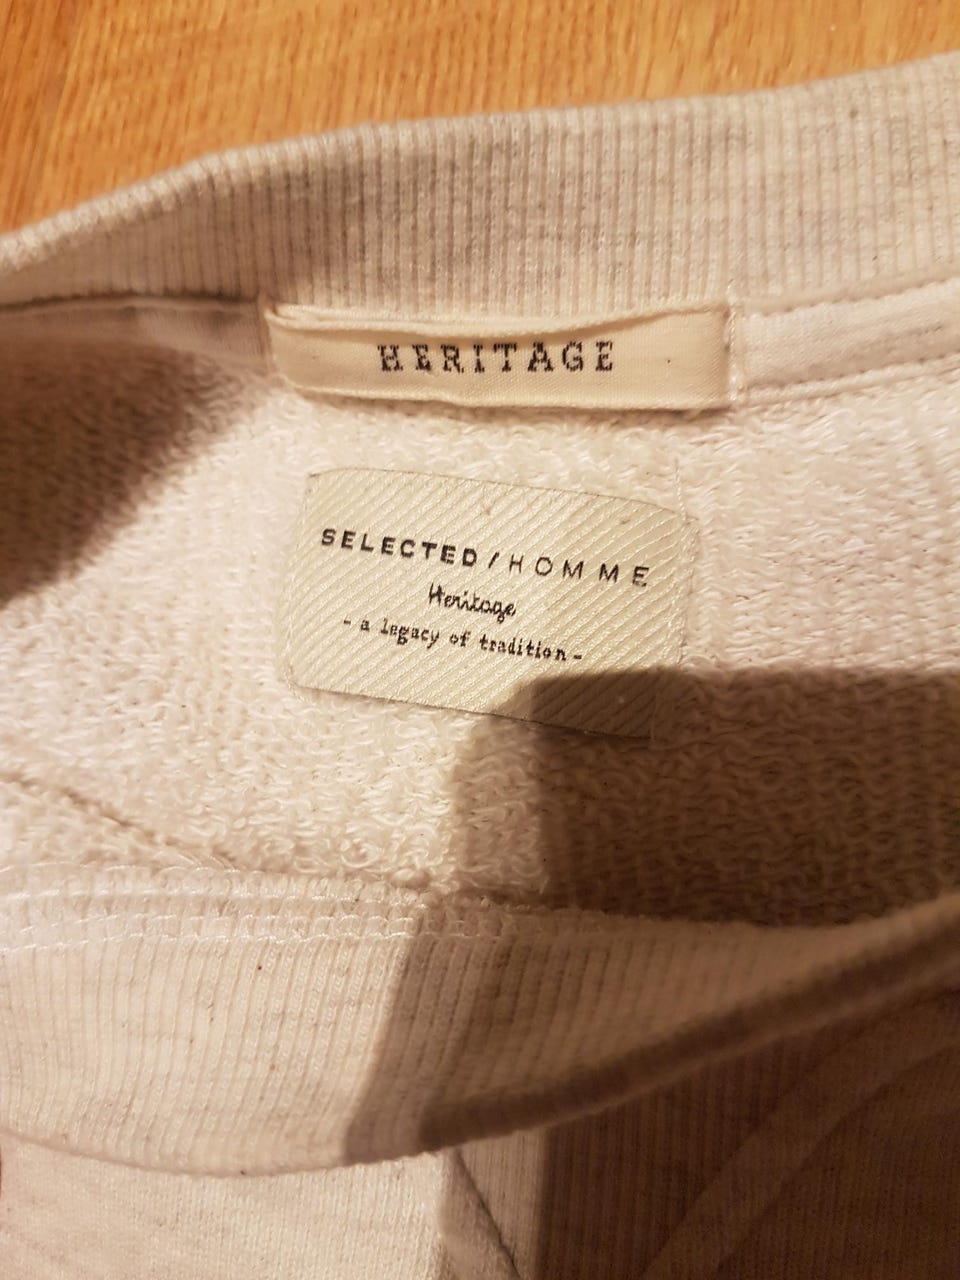 HERITAGE
SELECTED/HOMME
Heritage
- a legacy of tradition -